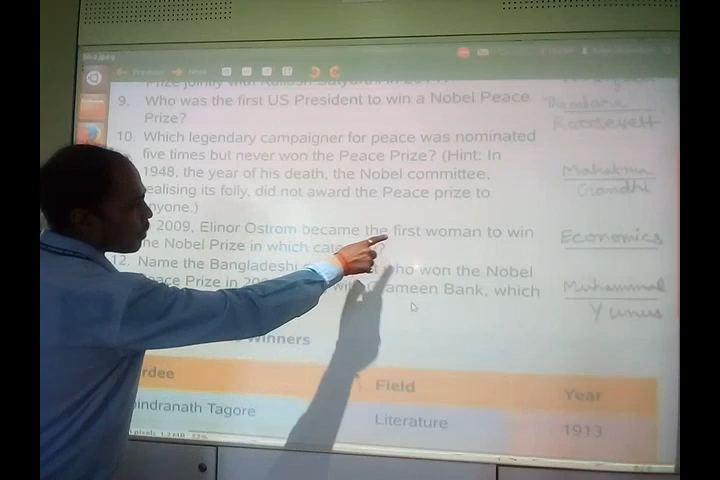 Previous Next
9. Who was the first US President to win a Nobel Peace Prize?
Theodore
Roosevelt
10. Which legendary campaigner for peace was nominated
five times but never won the Peace Prize? (Hint: In
1948, the year of his death, the Nobel committee,
realising its folly, did not award the Peace prize to
anyone.)
Mahatma
Gandhi
2009, Elinor Ostrom became the first woman to win
the Nobel Prize in which
Economics
12. Name the Bangladeshi who won the Nobel
Peace Prize in Grameen Bank, which
Muhammad
Yunus
Winners
Field Year
Rabindranath Tagore Literature 1913